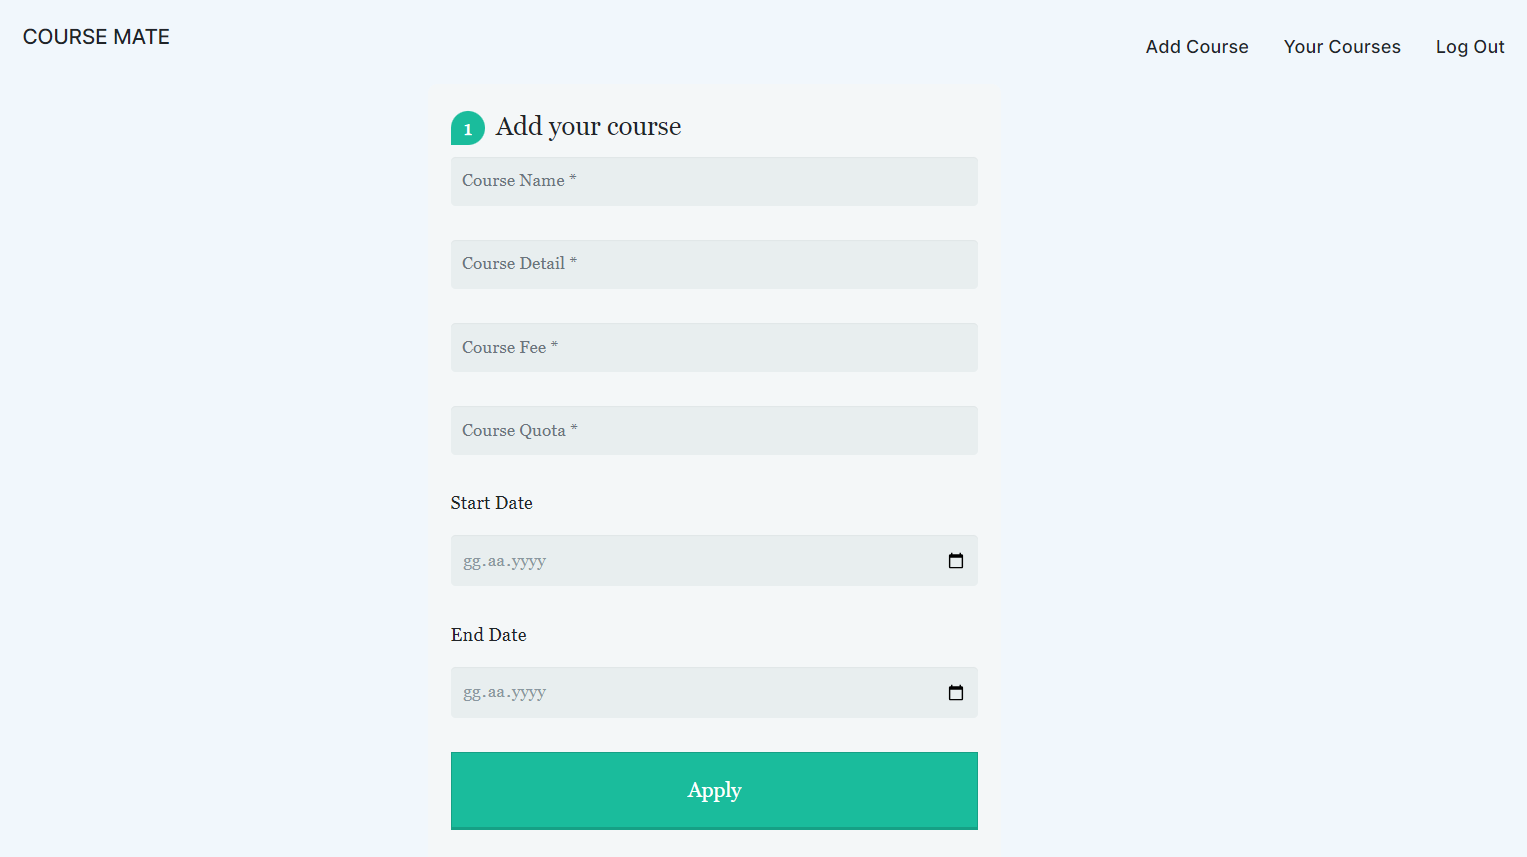 COURSE MATE
Add Course Your Courses Log Out
1 Add your course
Course Name *
Course Detail *
Course Fee *
Course Quota *
Start Date
gg.aa.yyyy
End Date
gg.aa.yyyy
Apply